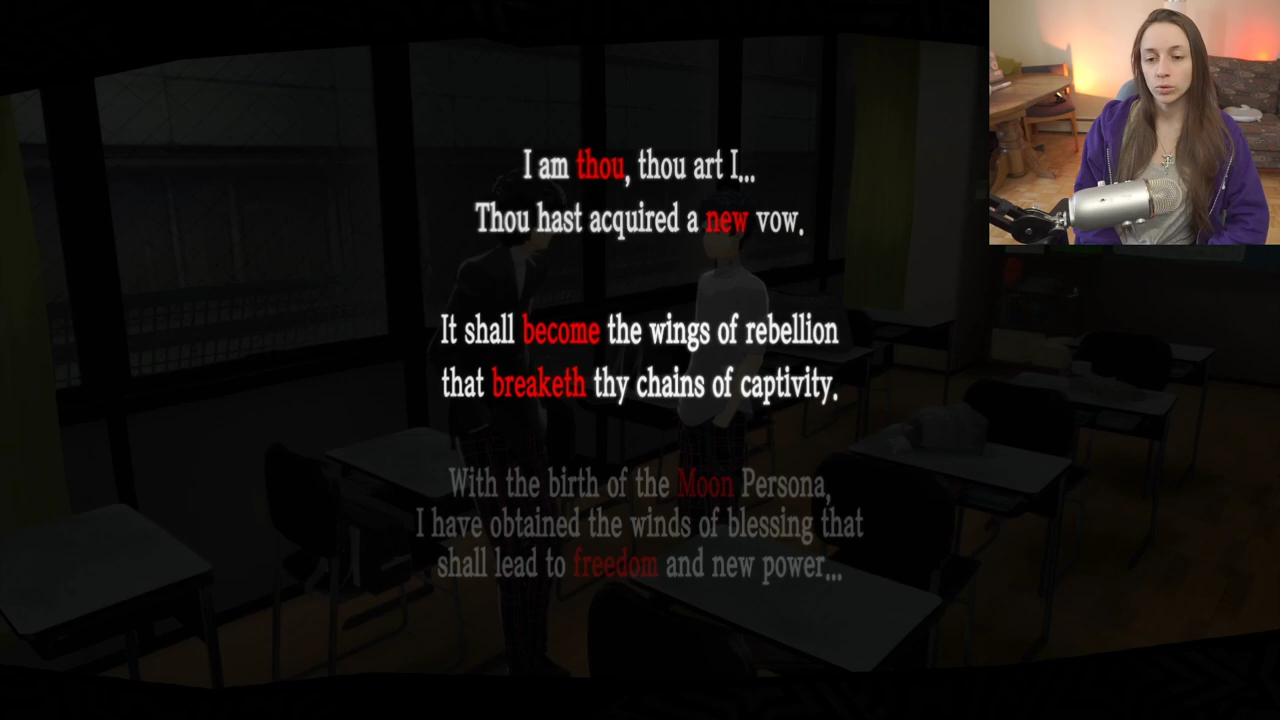 I am thou, thou art I...
Thou hast acquired a new vow.
It shall become the wings of rebellion
that breaketh thy chains of captivity.
With the birth of the Moon Persona,
I have obtained the winds of blessing that
shall lead to freedom and new power...